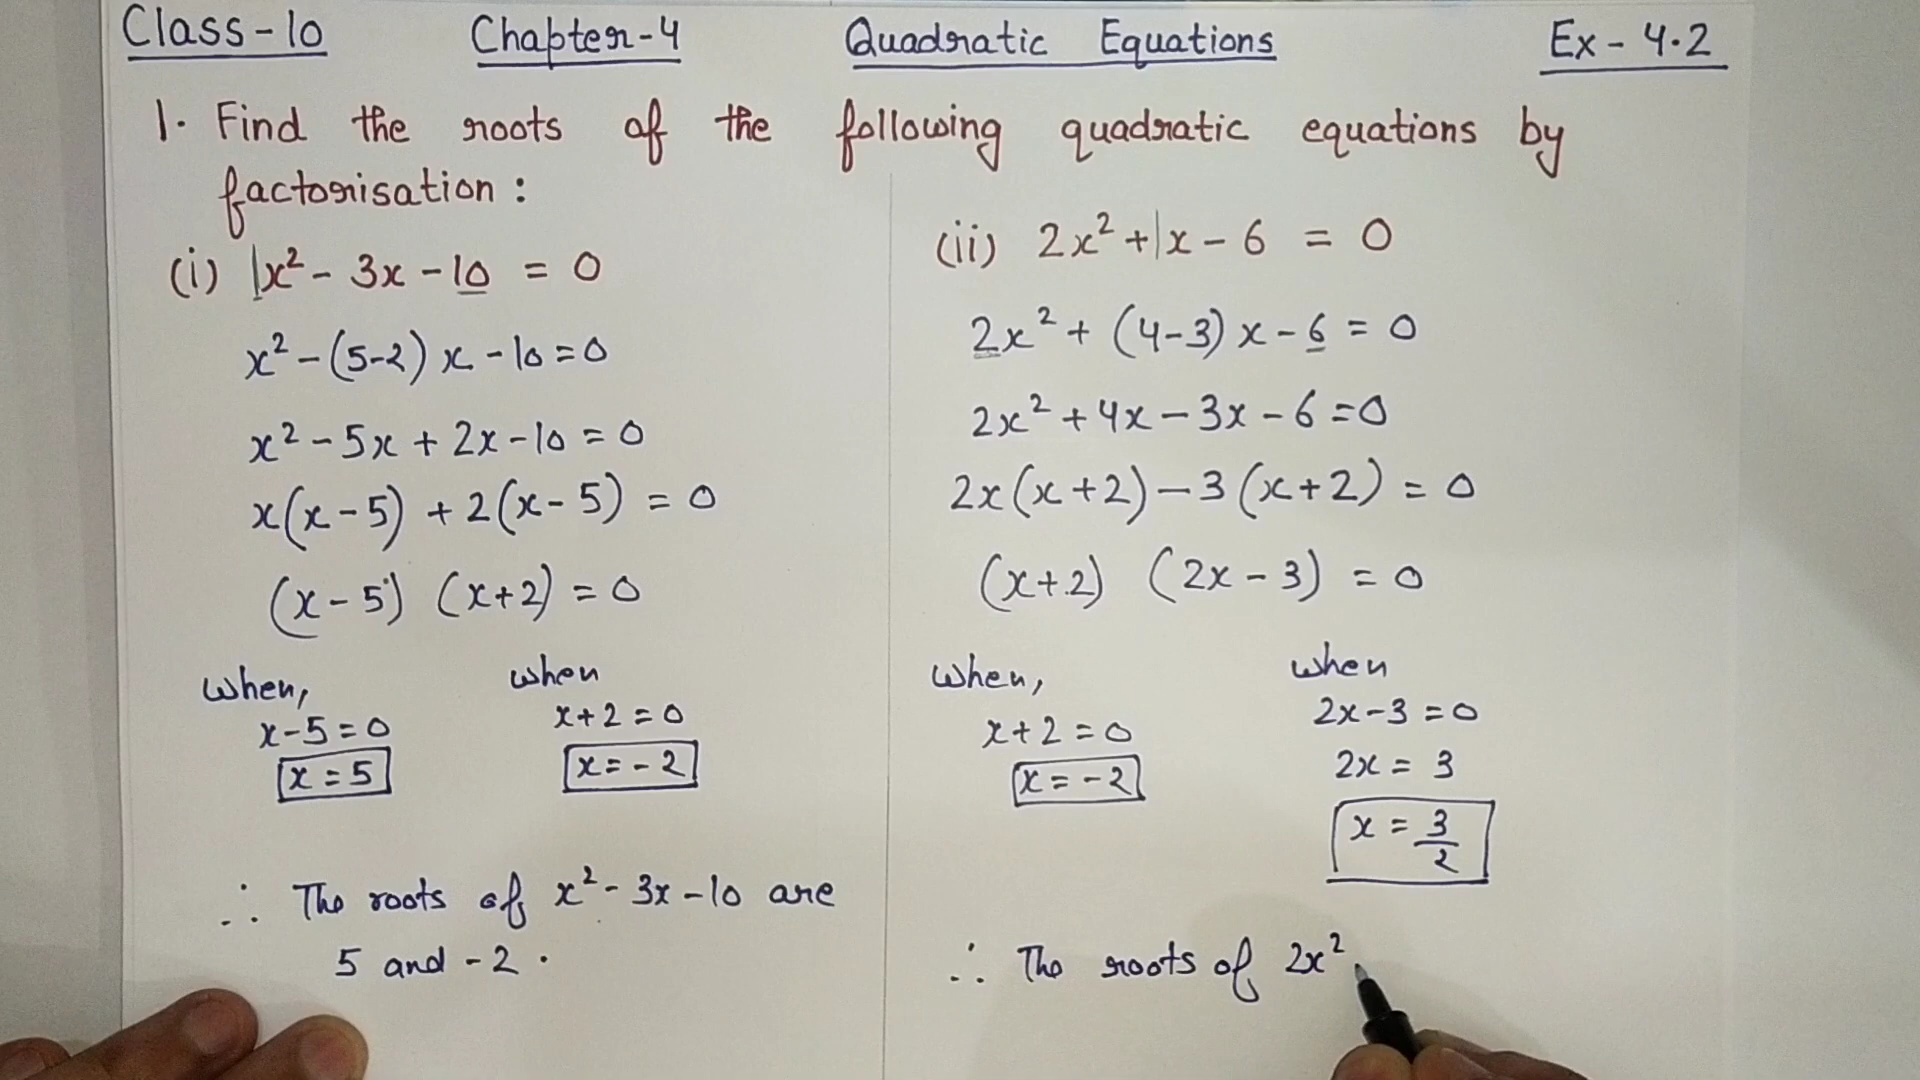 Class-10 Chapter-4 Quadratic Equations Ex-4.2
1. Find the roots of the following quadratic equations by
factorisation :
(i) 1x² - 3x - 10 = 0
x² - (5-2) x - 10 = 0
x² - 5x + 2x - 10 = 0
x(x-5) + 2(x-5) = 0
(x-5) (x+2) = 0
when,
x-5=0
x=5
when
x+2=0
x=-2
∴ The roots of x² - 3x - 10 are
5 and -2.
(ii) 2x² + 1x - 6 = 0
2x² + (4-3) x - 6 = 0
2x² + 4x - 3x - 6 = 0
2x(x+2) - 3(x+2) = 0
(x+2) (2x-3) = 0
when,
x+2=0
x=-2
when
2x-3=0
2x = 3
x = 3/2
∴ The roots of 2x²